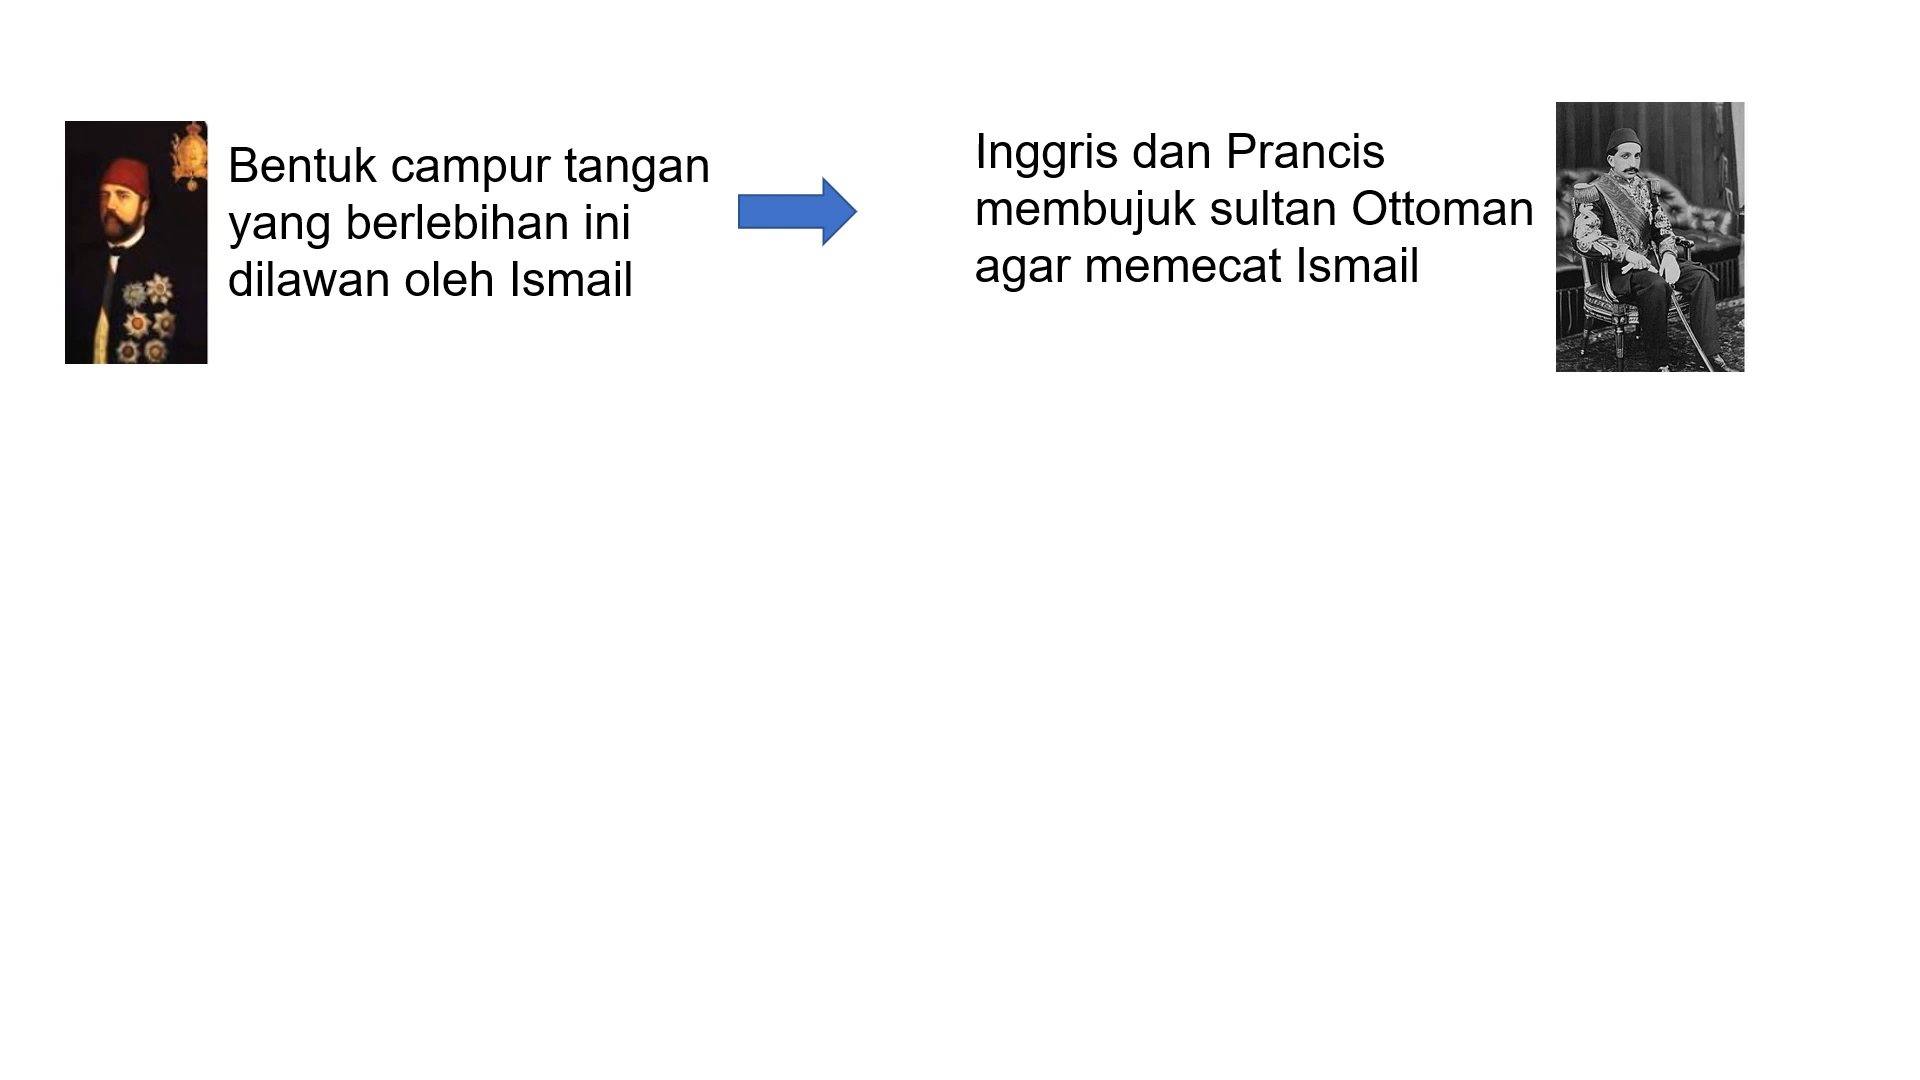 Bentuk campur tangan
yang berlebihan ini
dilawan oleh Ismail
Inggris dan Prancis
membujuk sultan Ottoman
agar memecat Ismail